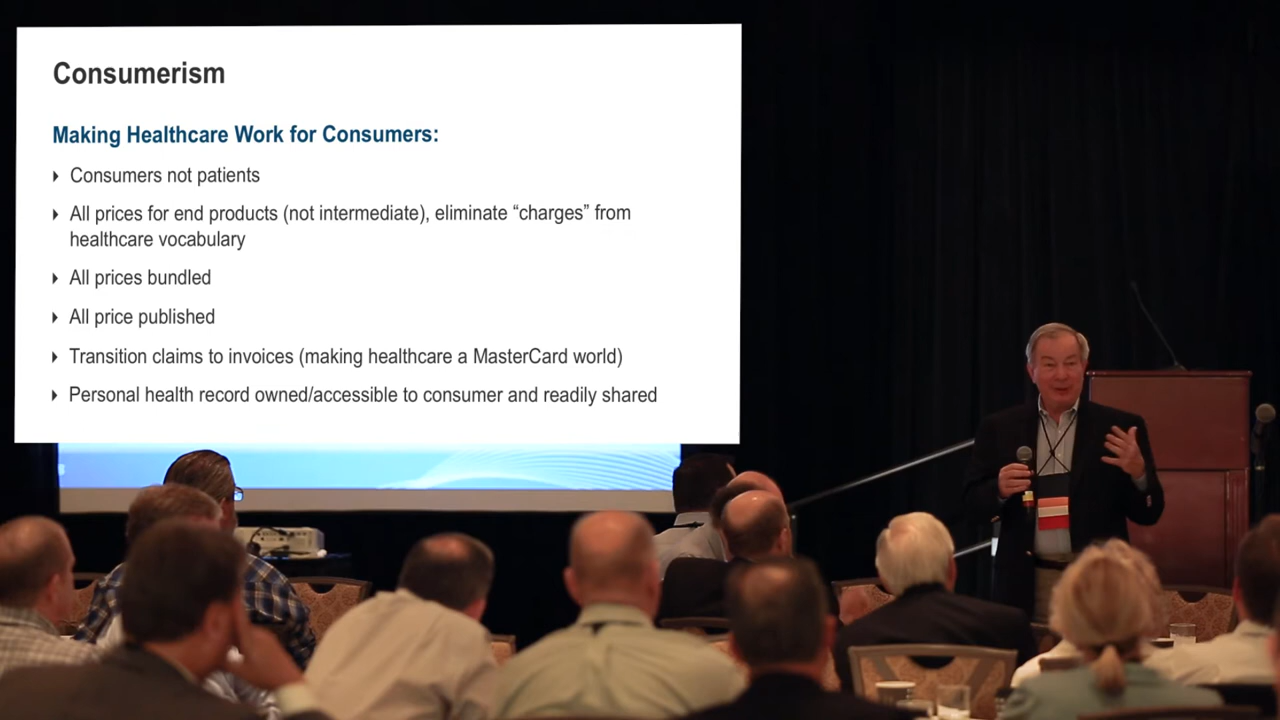 Consumerism
Making Healthcare Work for Consumers:
Consumers not patients
All prices for end products (not intermediate), eliminate “charges” from
healthcare vocabulary
All prices bundled
All price published
Transition claims to invoices (making healthcare a MasterCard world)
Personal health record owned/accessible to consumer and readily shared